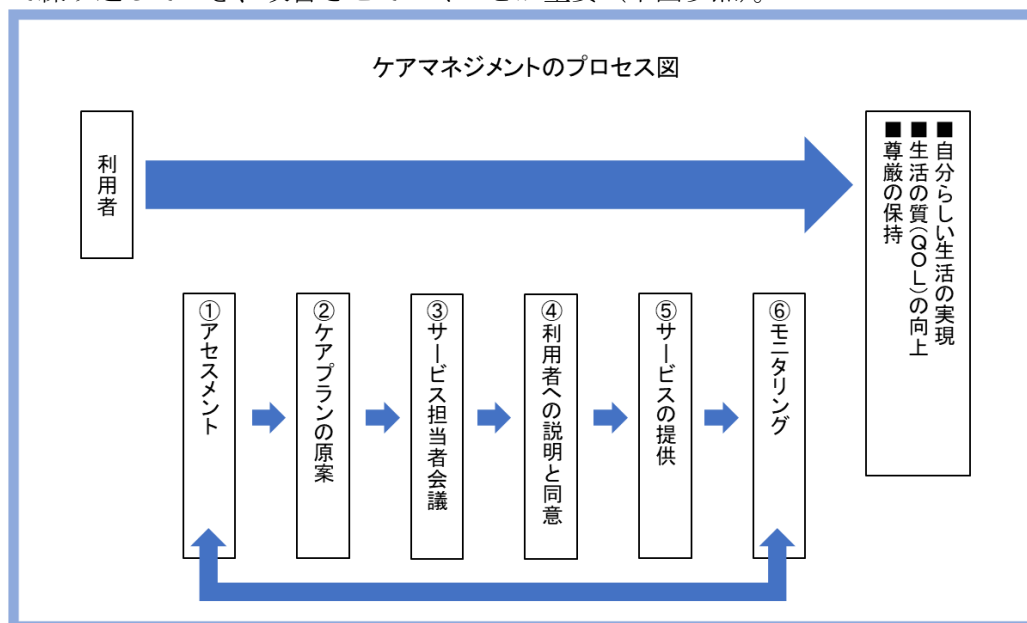 ケアマネジメントのプロセス図
利用者
■自分らしい生活の実現
■生活の質(QOL)の向上
■尊厳の保持
①アセスメント
②ケアプランの原案
③サービス担当者会議
④利用者への説明と同意
⑤サービスの提供
⑥モニタリング